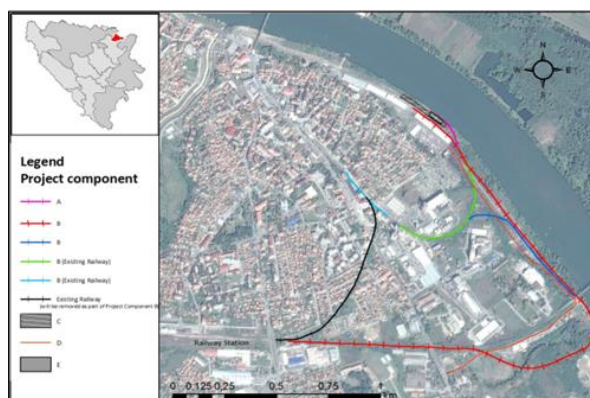 N
W E
S
Legend
Project component
A
B
B
B (Existing Railway)
B (Existing Railway)
Existing Railway
C
D
E
Railway Station
0 0.125 0.25 0.5 0.75 1